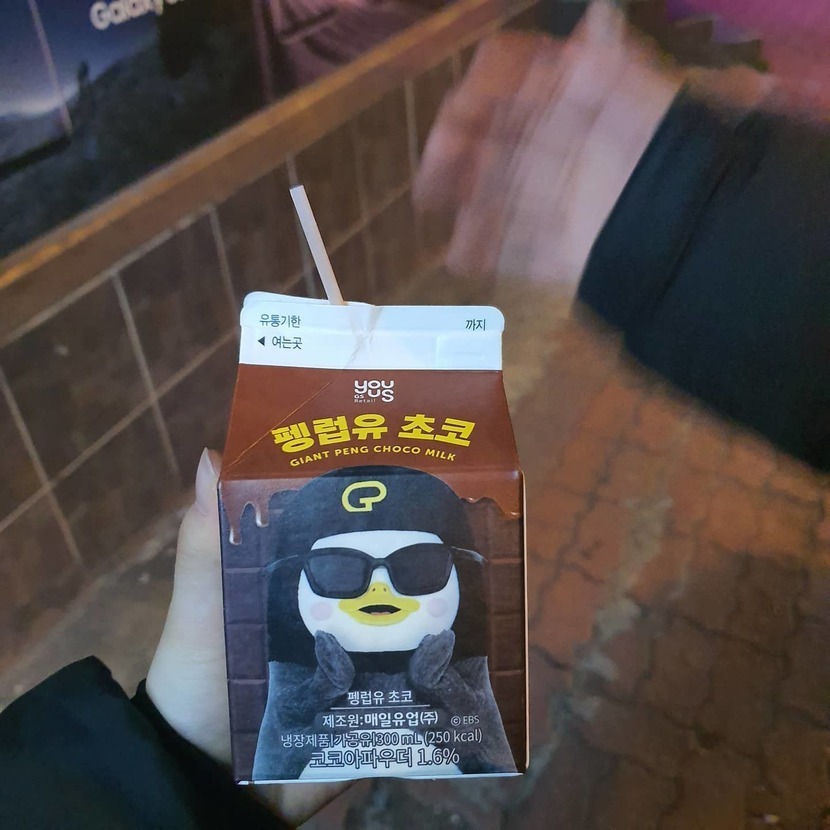 Galaxy
유통기한 까지
◀ 여는곳
YOU
US
GS
Retail
펭럽유 초코
GIANT PENG CHOCO MILK
GP
펭럽유 초코
제조원:매일유업(주) ©EBS
냉장제품|가공유|300 mL (250 kcal)
코코아파우더 1.6%